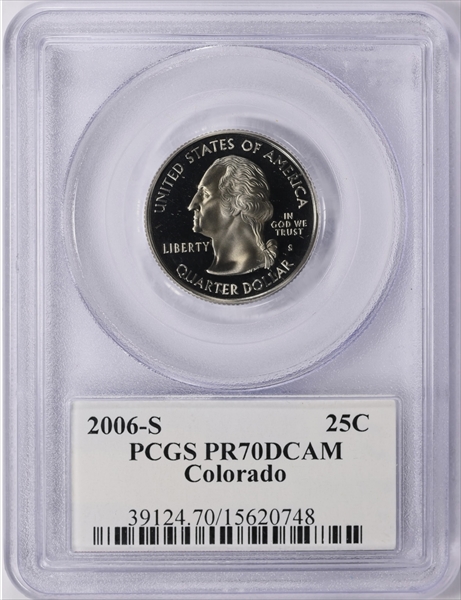 UNITED STATES OF AMERICA
IN
GOD WE
TRUST
LIBERTY
S
QUARTER DOLLAR
2006-S 25C
PCGS PR70DCAM
Colorado
39124.70/15620748